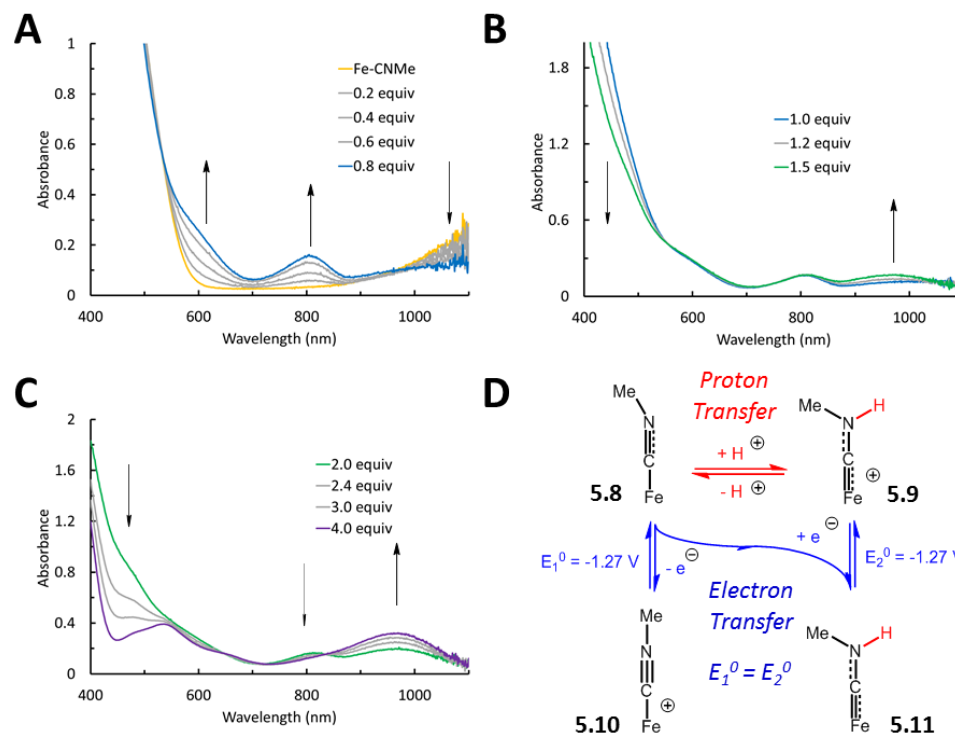 A
1
0.8
0.6
0.4
0.2
0
Absrobance
Fe-CNMe
0.2 equiv
0.4 equiv
0.6 equiv
0.8 equiv
400 600 800 1000
Wavelength (nm)
B
1.8
1.2
0.6
0
Absorbance
1.0 equiv
1.2 equiv
1.5 equiv
400 600 800 1000
Wavelength (nm)
C
2
1.6
1.2
0.8
0.4
0
Absorbance
2.0 equiv
2.4 equiv
3.0 equiv
4.0 equiv
400 600 800 1000
Wavelength (nm)
D
Proton
Transfer
+ H ⊕
- H ⊕
Me
N
C
Fe
5.8
Me
H
N
C
Fe
⊕
5.9
E₁⁰ = -1.27 V
- e⊖
+ e⊖
E₂⁰ = -1.27 V
Electron
Transfer
E₁⁰ = E₂⁰
Me
N
C
Fe
⊕
5.10
Me
H
N
C
Fe
5.11